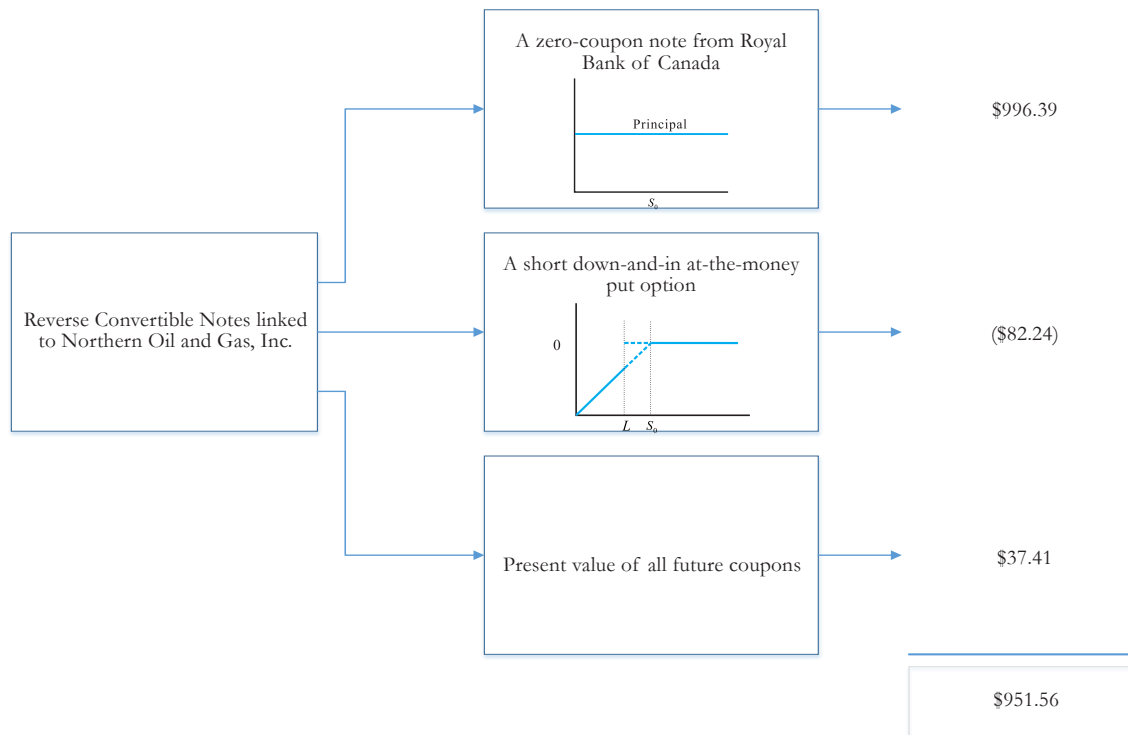 A zero-coupon note from Royal
Bank of Canada
Principal
S₀
$996.39
Reverse Convertible Notes linked
to Northern Oil and Gas, Inc.
A short down-and-in at-the-money
put option
0
L S₀
($82.24)
Present value of all future coupons
$37.41
$951.56